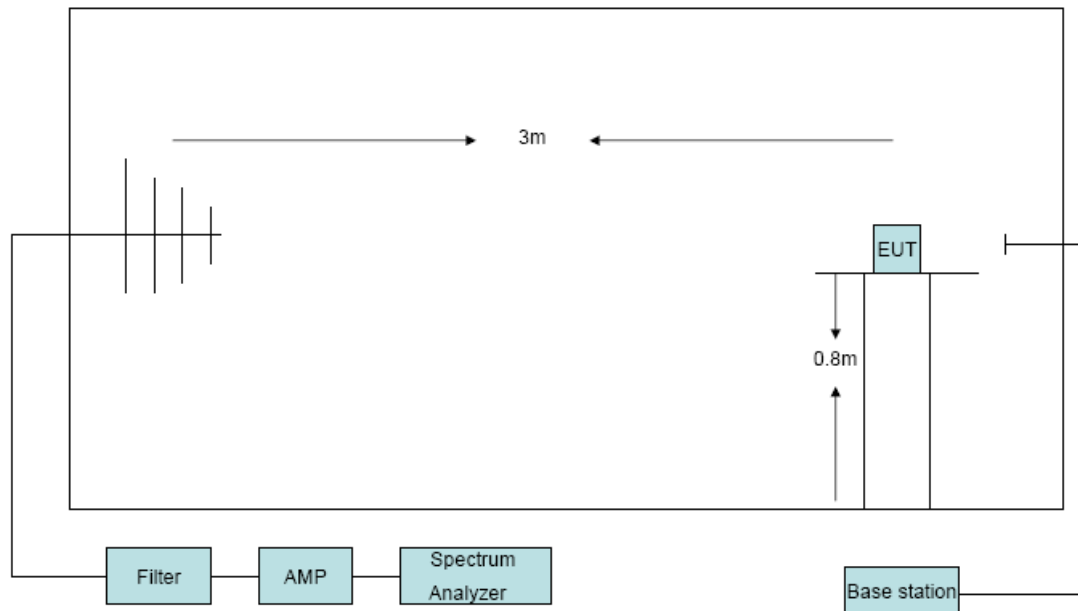 3m
EUT
0.8m
Filter
AMP
Spectrum
Analyzer
Base station